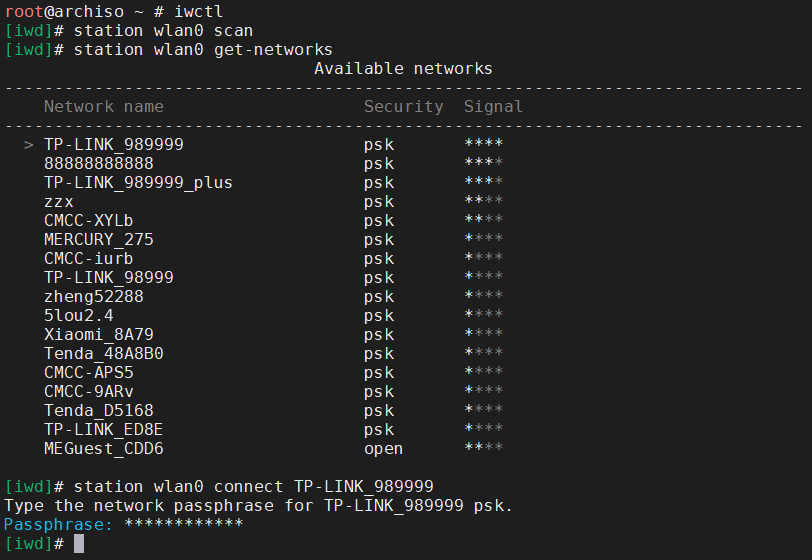 root@archiso ~ # iwctl
[iwd]# station wlan0 scan
[iwd]# station wlan0 get-networks
Available networks
--------------------------------------------------------------------------------
Network name Security Signal
--------------------------------------------------------------------------------
> TP-LINK_989999 psk ****
88888888888 psk ****
TP-LINK_989999_plus psk ****
zzx psk ****
CMCC-XYLb psk ****
MERCURY_275 psk ****
CMCC-iurb psk ****
TP-LINK_98999 psk ****
zheng52288 psk ****
5lou2.4 psk ****
Xiaomi_8A79 psk ****
Tenda_48A8B0 psk ****
CMCC-APS5 psk ****
CMCC-9ARv psk ****
Tenda_D5168 psk ****
TP-LINK_ED8E psk ****
MEGuest_CDD6 open ****
[iwd]# station wlan0 connect TP-LINK_989999
Type the network passphrase for TP-LINK_989999 psk.
Passphrase: ************
[iwd]#